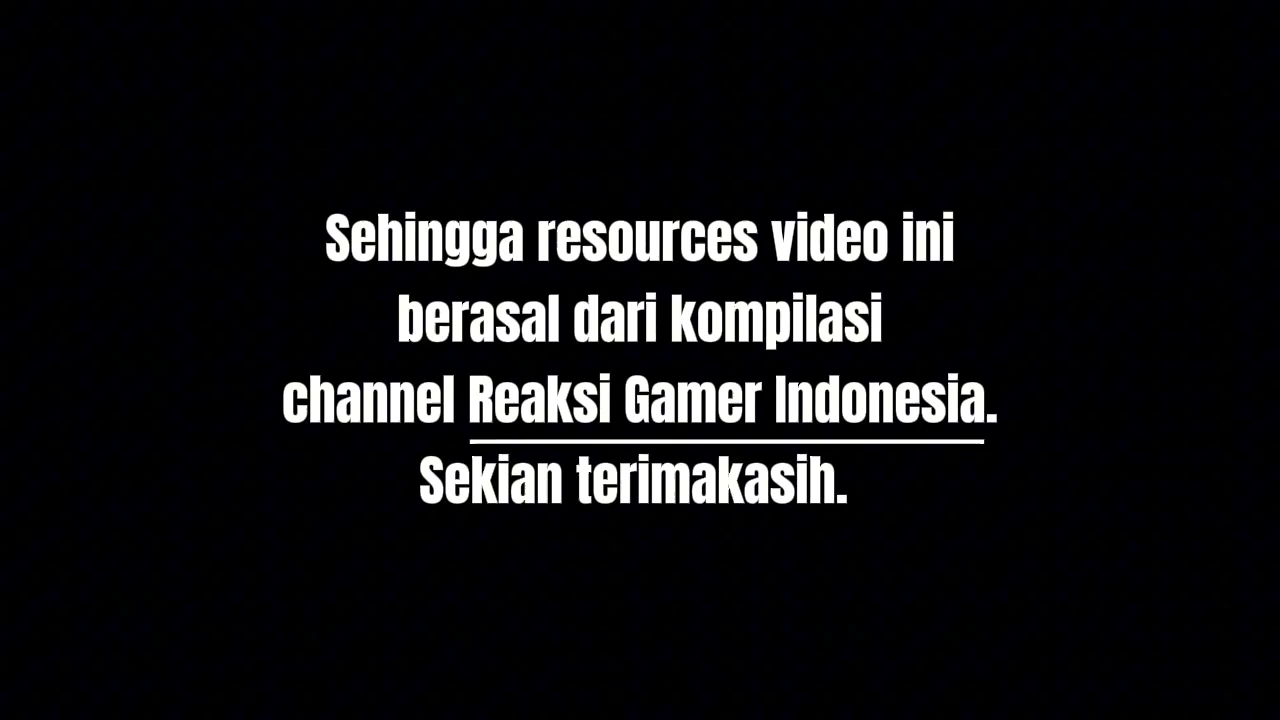 Sehingga resources video ini
berasal dari kompilasi
channel Reaksi Gamer Indonesia.
Sekian terimakasih.